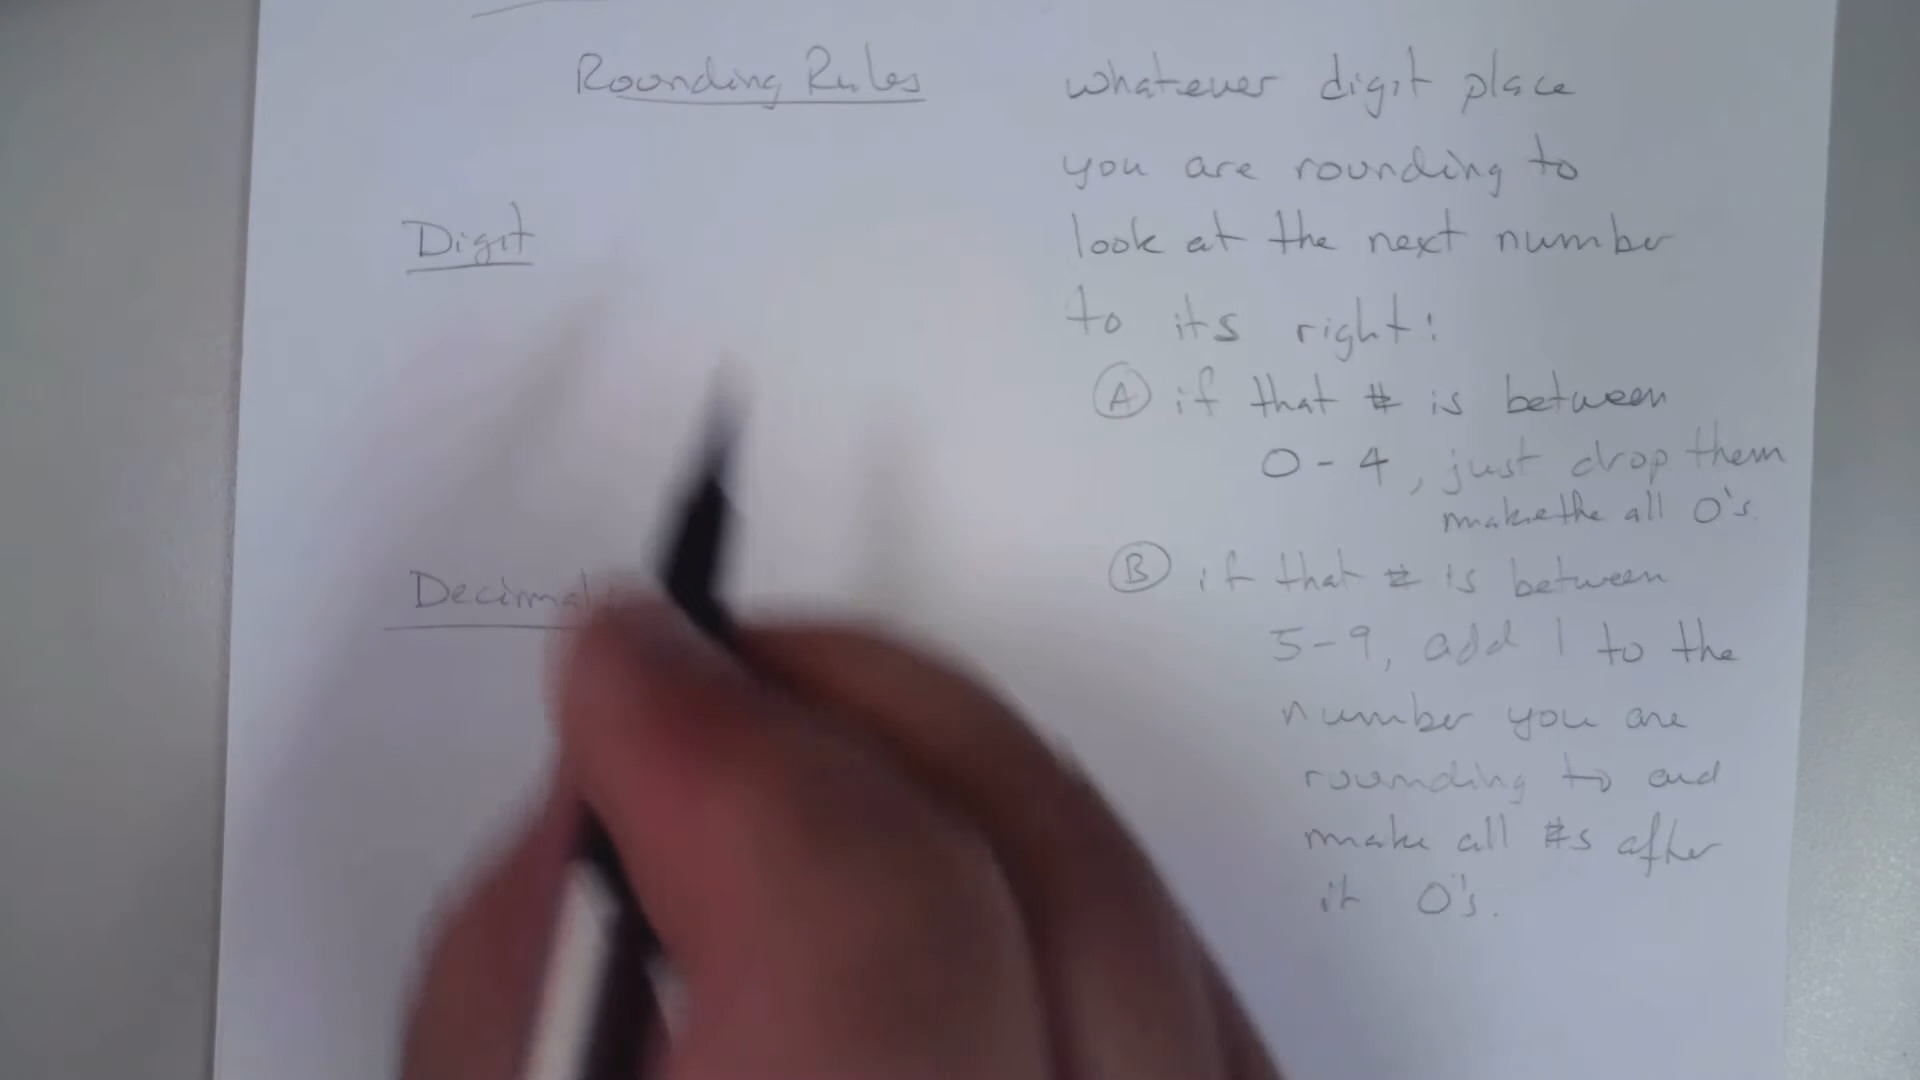 Rounding Rules
Digit
Decimal
whatever digit place
you are rounding to
look at the next number
to its right:
A if that # is between
0-4, just drop them
make the all 0's.
B if that # is between
5-9, add 1 to the
number you are
rounding to and
make all #s after
it 0's.